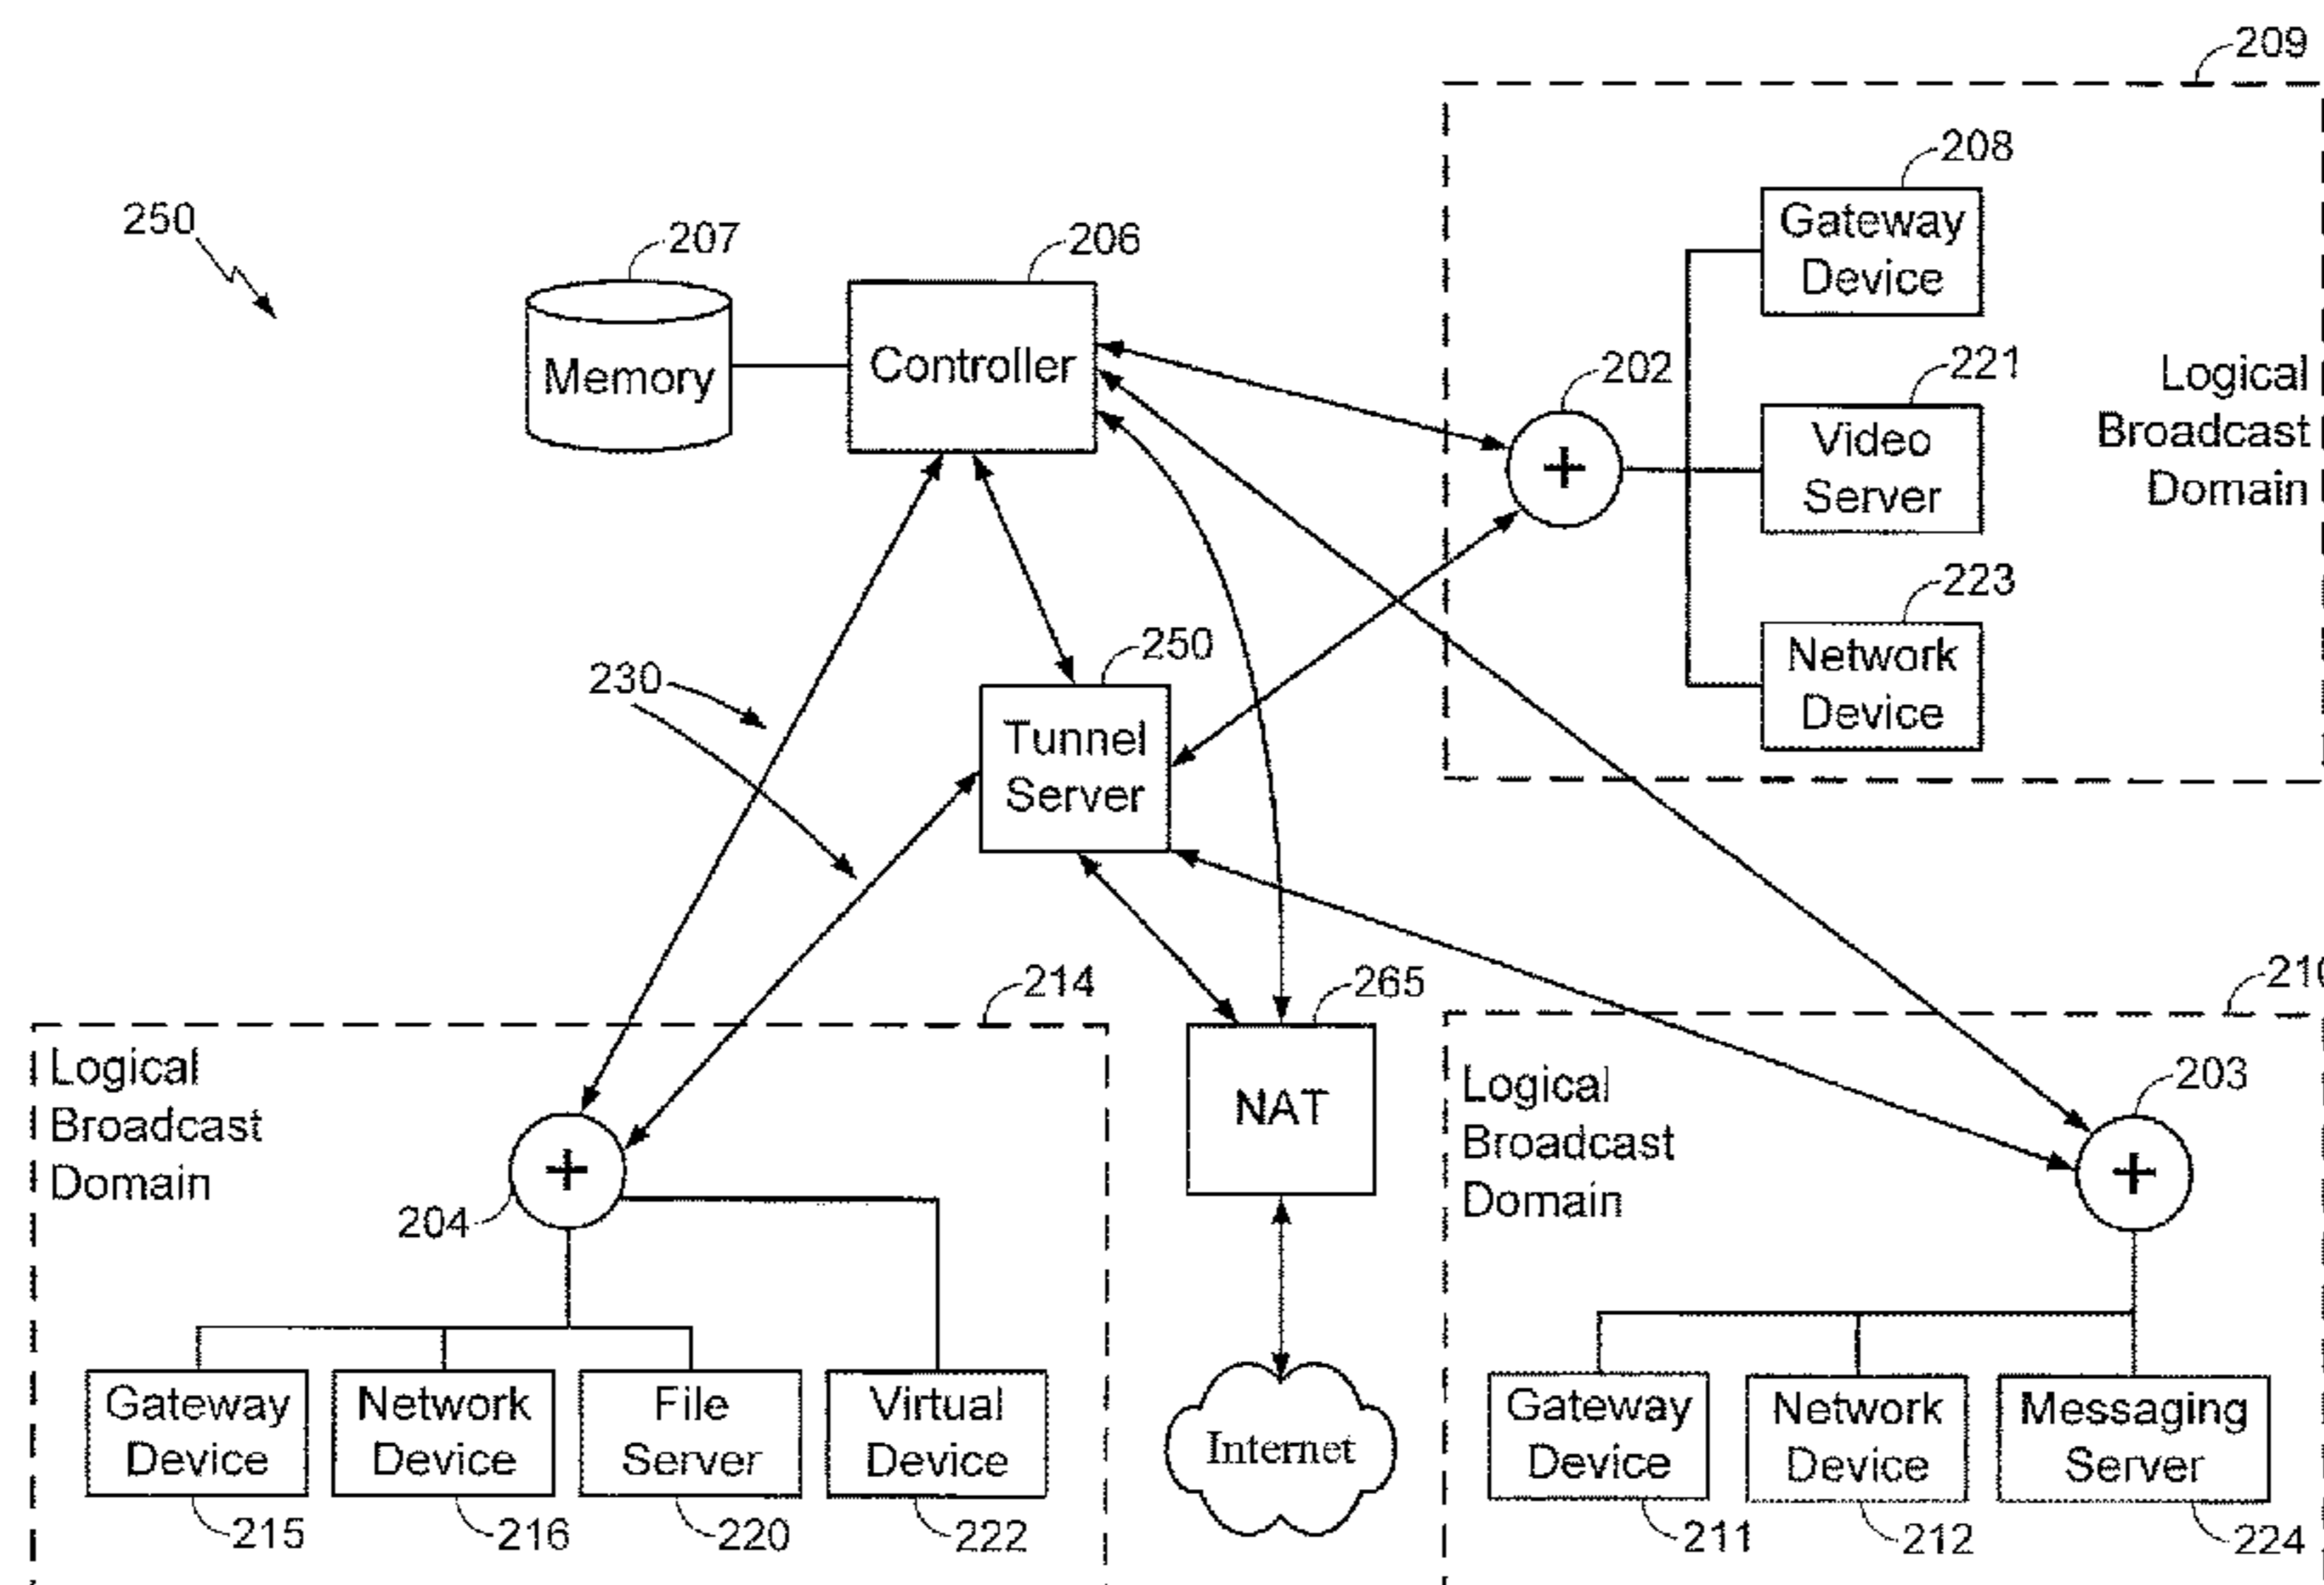 209
208
Gateway
Device
250
207
206
Memory
Controller
202
221
Video
Server
Logical
Broadcast
Domain
223
Network
Device
230
250
Tunnel
Server
214
265
Logical
Broadcast
Domain
NAT
Logical
Broadcast
Domain
203
204
Gateway
Device
Network
Device
File
Server
Virtual
Device
Internet
Gateway
Device
Network
Device
Messaging
Server
215
216
220
222
211
212
224